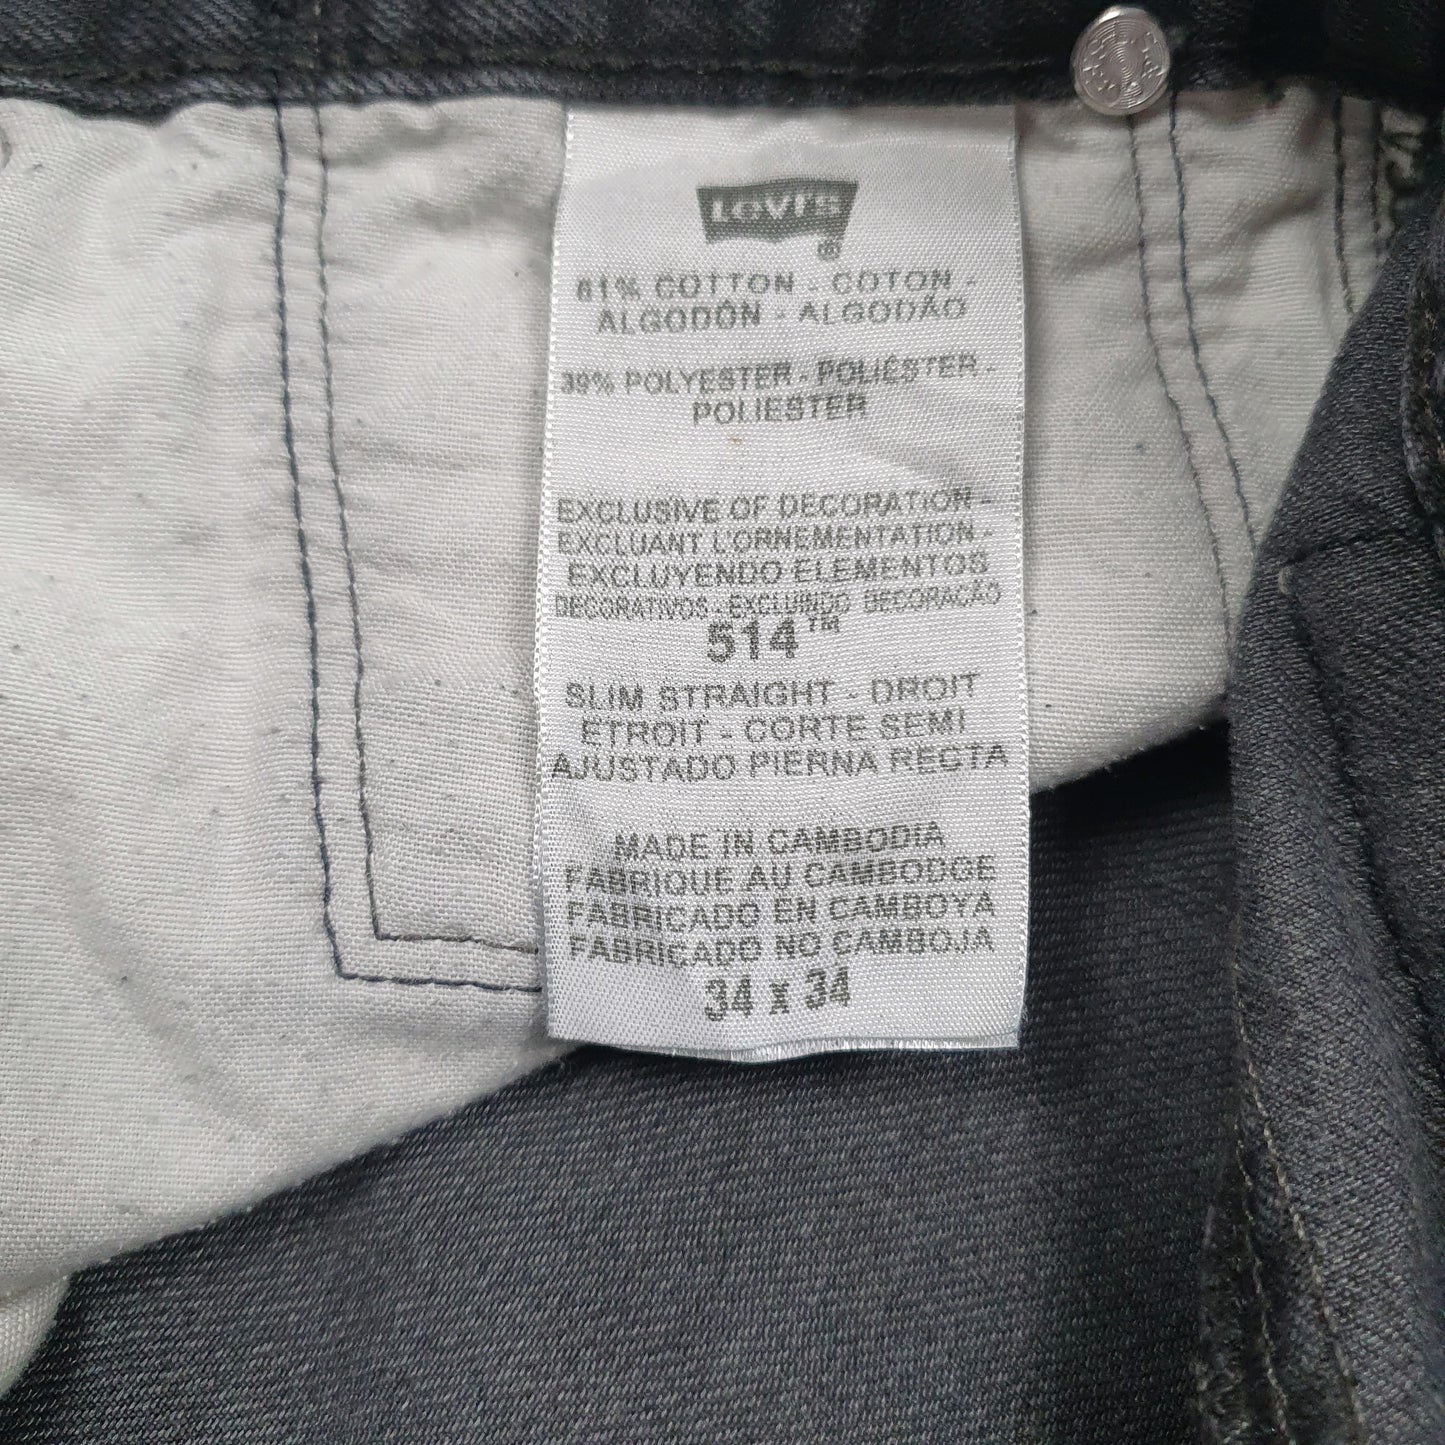 Levi's
®
61% COTTON - COTON -
ALGODÓN - ALGODÃO
39% POLYESTER - POLIÉSTER -
POLIESTER
EXCLUSIVE OF DECORATION -
EXCLUANT L'ORNEMENTATION -
EXCLUYENDO ELEMENTOS
DECORATIVOS - EXCLUINDO DECORAÇÃO
514™
SLIM STRAIGHT - DROIT
ETROIT - CORTE SEMI
AJUSTADO PIERNA RECTA
MADE IN CAMBODIA
FABRIQUE AU CAMBODGE
FABRICADO EN CAMBOYA
FABRICADO NO CAMBOJA
34 x 34